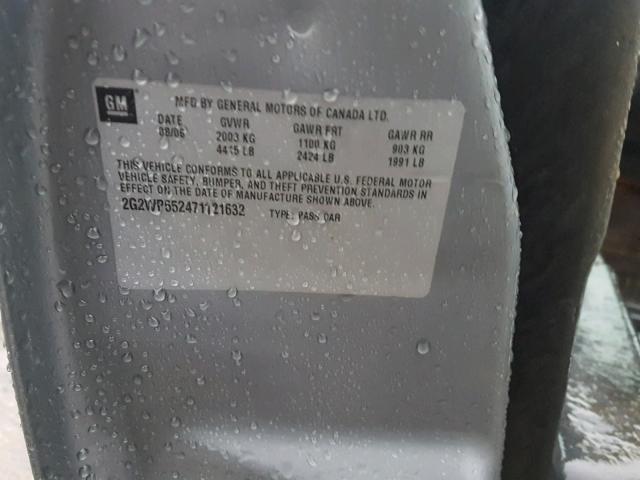 GM
MFD BY GENERAL MOTORS OF CANADA LTD.
DATE GVWR GAWR FRT GAWR RR
08/06 2003 KG 1100 KG 903 KG
4415 LB 2424 LB 1991 LB
THIS VEHICLE CONFORMS TO ALL APPLICABLE U.S. FEDERAL MOTOR
VEHICLE SAFETY, BUMPER, AND THEFT PREVENTION STANDARDS IN
EFFECT ON THE DATE OF MANUFACTURE SHOWN ABOVE.
2G2WP552471121632 TYPE: PASS CAR